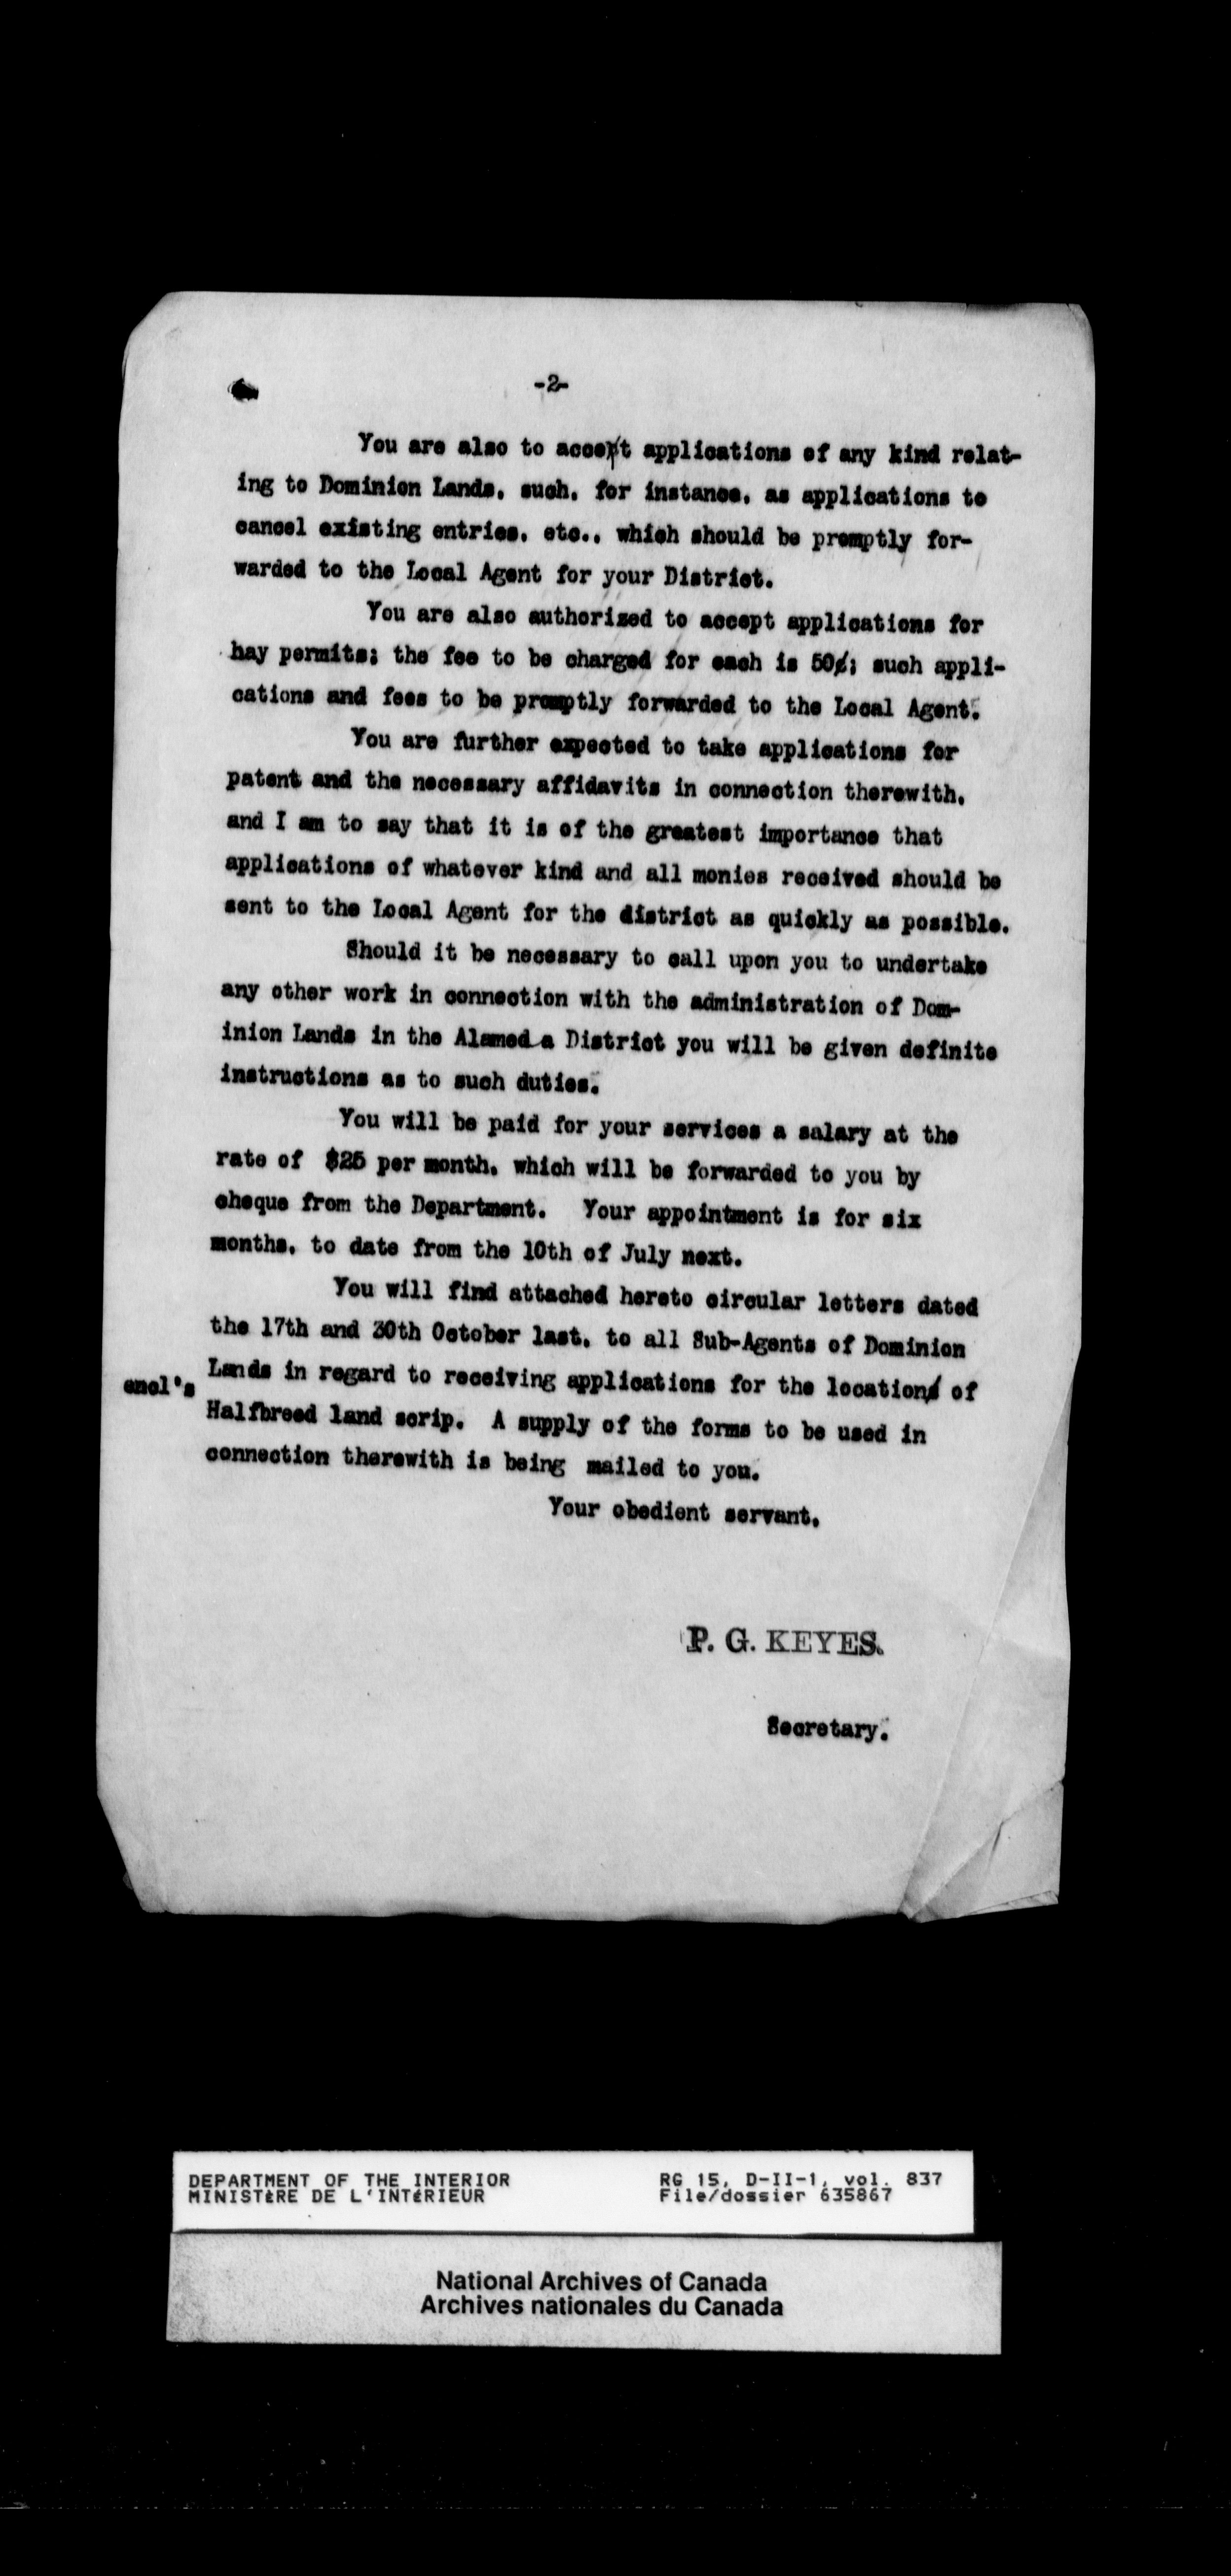 -2-
You are also to accept applications of any kind relat-
ing to Dominion Lands, such, for instance, as applications to
cancel existing entries, etc., which should be promptly for-
warded to the Local Agent for your District.
You are also authorized to accept applications for
hay permits; the fee to be charged for each is 50¢; such appli-
cations and fees to be promptly forwarded to the Local Agent.
You are further expected to take applications for
patent and the necessary affidavits in connection therewith,
and I am to say that it is of the greatest importance that
applications of whatever kind and all monies received should be
sent to the Local Agent for the district as quickly as possible.
Should it be necessary to call upon you to undertake
any other work in connection with the administration of Dom-
inion Lands in the Alameda District you will be given definite
instructions as to such duties.
You will be paid for your services a salary at the
rate of $25 per month, which will be forwarded to you by
cheque from the Department. Your appointment is for six
months, to date from the 10th of July next.
You will find attached hereto circular letters dated
the 17th and 30th October last, to all Sub-Agents of Dominion
Lands in regard to receiving applications for the location of
encl's
Halfbreed land scrip. A supply of the forms to be used in
connection therewith is being mailed to you.
Your obedient servant,
P. G. KEYES.
Secretary.
DEPARTMENT OF THE INTERIOR RG 15, D-II-1, vol. 837
MINISTÈRE DE L'INTÉRIEUR File/dossier 635867
National Archives of Canada
Archives nationales du Canada